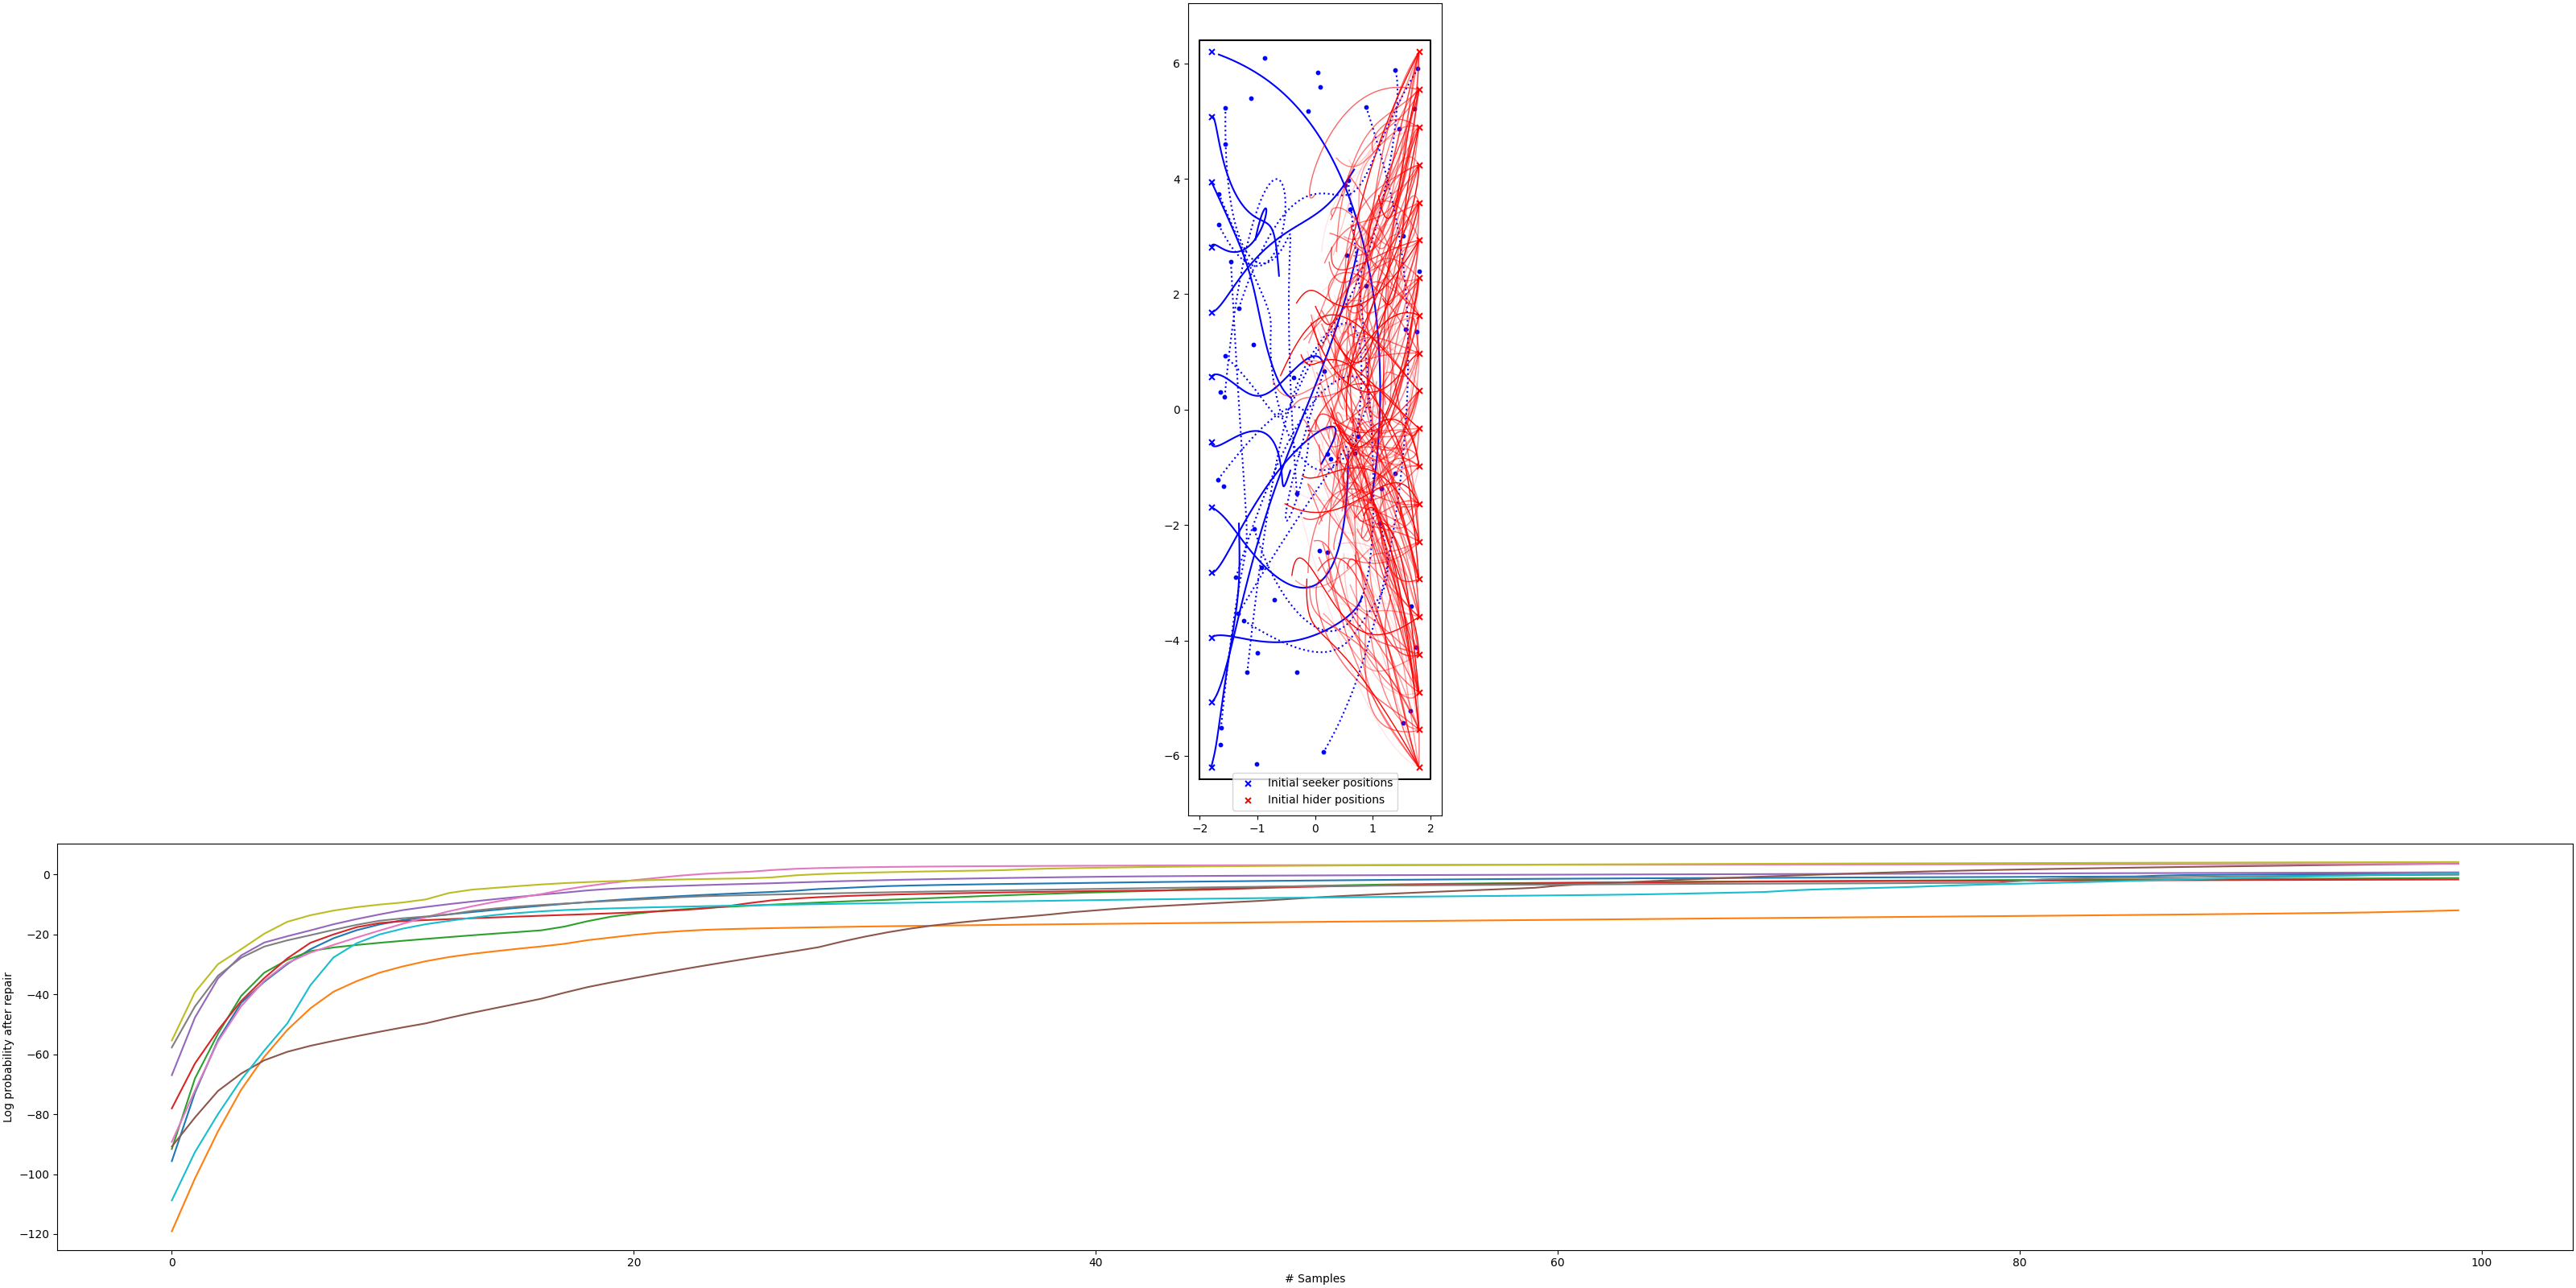 6
4
2
0
−2
−4
−6
Initial seeker positions
Initial hider positions
−2 −1 0 1 2
0
−20
−40
−60
−80
−100
−120
Log probability after repair
0 20 40 60 80 100
# Samples